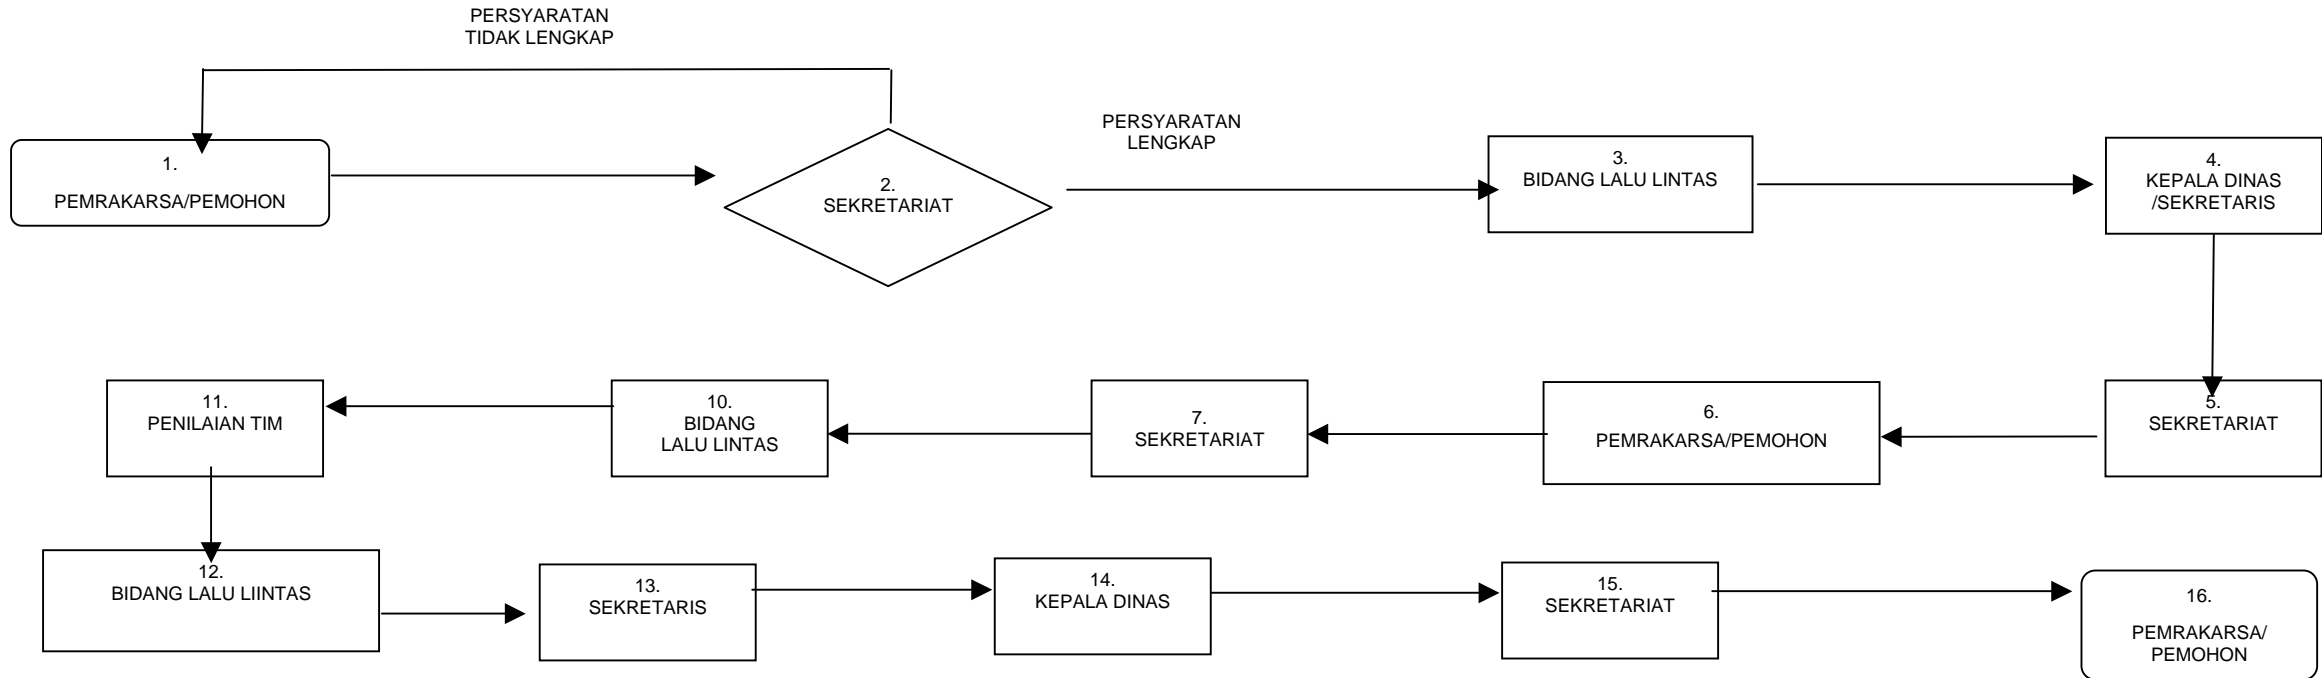 PERSYARATAN
TIDAK LENGKAP
PERSYARATAN
LENGKAP
1.
PEMRAKARSA/PEMOHON
2.
SEKRETARIAT
3.
BIDANG LALU LINTAS
4.
KEPALA DINAS
/SEKRETARIS
5.
SEKRETARIAT
6.
PEMRAKARSA/PEMOHON
7.
SEKRETARIAT
10.
BIDANG
LALU LINTAS
11.
PENILAIAN TIM
12.
BIDANG LALU LIINTAS
13.
SEKRETARIS
14.
KEPALA DINAS
15.
SEKRETARIAT
16.
PEMRAKARSA/
PEMOHON